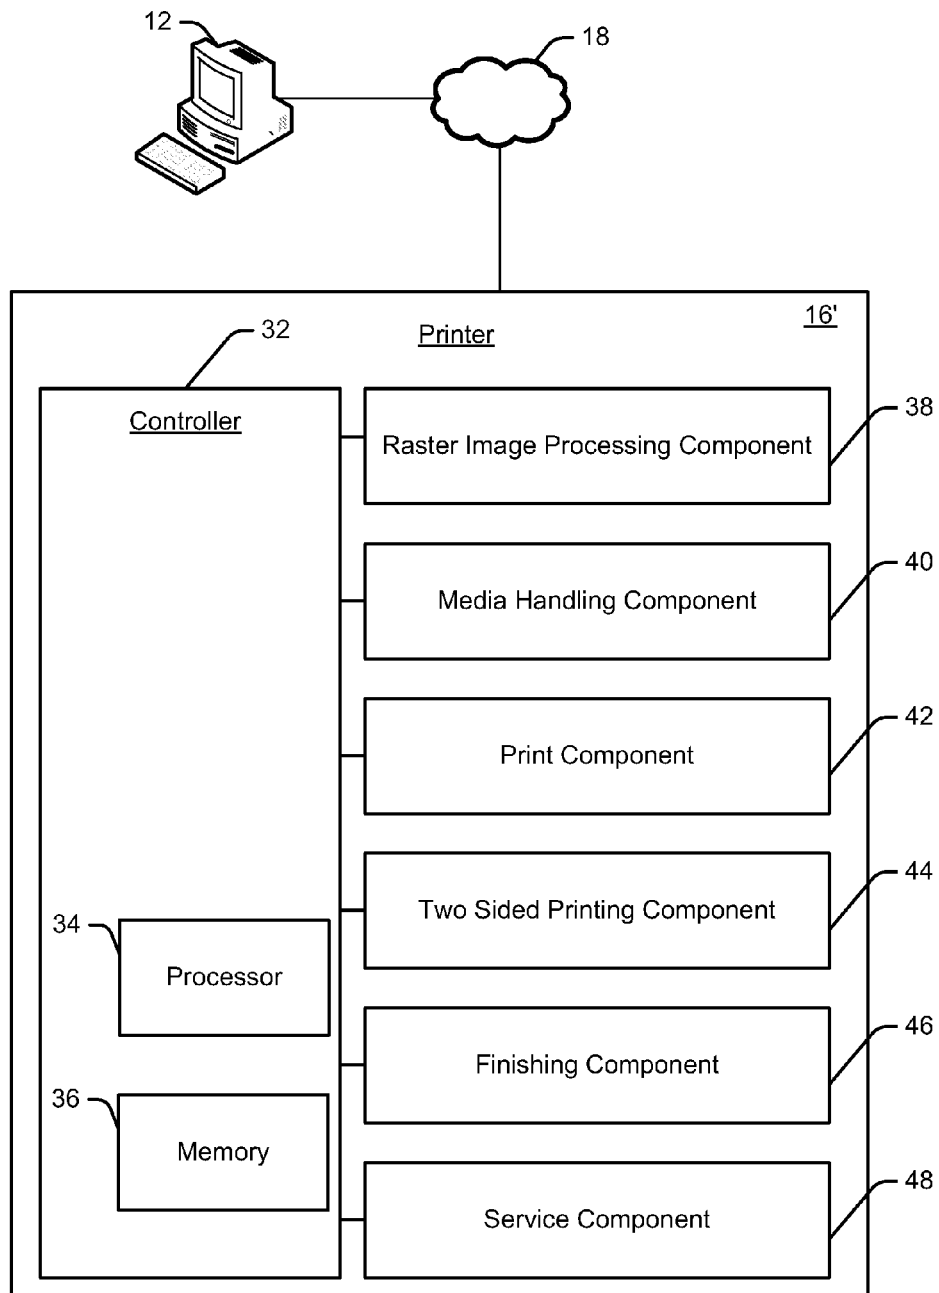 12
18
16'
Printer
32
Controller
Raster Image Processing Component
38
Media Handling Component
40
Print Component
42
Two Sided Printing Component
44
34
Processor
Finishing Component
46
36
Memory
Service Component
48